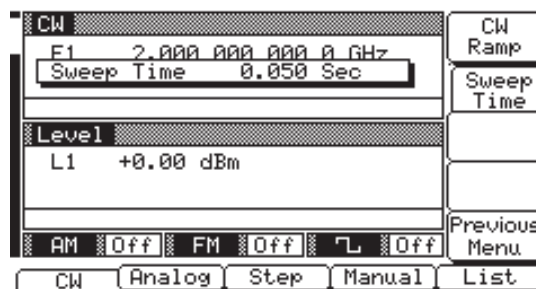 CW
F1 2.000 000 000 0 GHz
Sweep Time 0.050 Sec
Level
L1 +0.00 dBm
AM Off FM Off Off
CW Analog Step Manual List
CW
Ramp
Sweep
Time
Previous
Menu